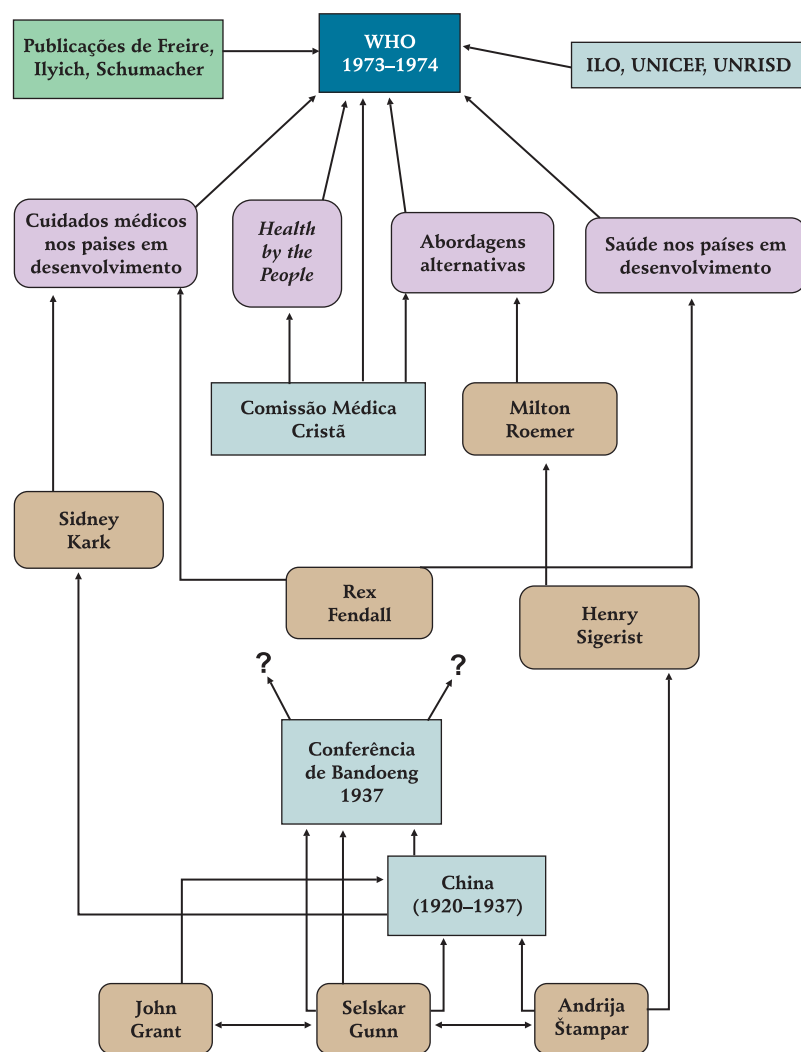 Publicações de Freire,
Ilyich, Schumacher
WHO
1973–1974
ILO, UNICEF, UNRISD
Cuidados médicos
nos paises em
desenvolvimento
Health
by the
People
Abordagens
alternativas
Saúde nos países em
desenvolvimento
Comissão Médica
Cristã
Milton
Roemer
Sidney
Kark
Rex
Fendall
Henry
Sigerist
?
?
Conferência
de Bandoeng
1937
China
(1920–1937)
John
Grant
Selskar
Gunn
Andrija
Štampar